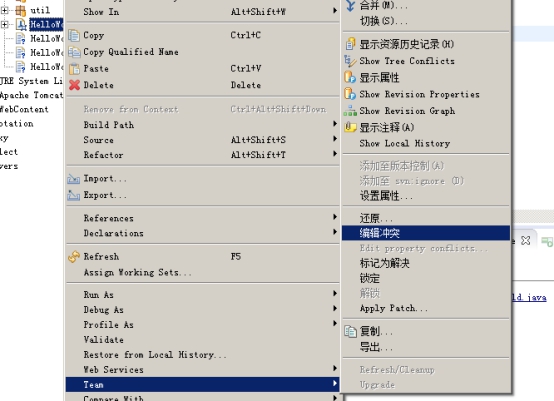 util
HelloWo
HelloWo
HelloWo
HelloWo
JRE System Li
Apache Tomcat
WebContent
otation
xy
lect
vers
Show In Alt+Shift+W
Copy Ctrl+C
Copy Qualified Name
Paste Ctrl+V
Delete Delete
Remove from Context Ctrl+Alt+Shift+Down
Build Path
Source Alt+Shift+S
Refactor Alt+Shift+T
Import...
Export...
References
Declarations
Refresh F5
Assign Working Sets...
Run As
Debug As
Profile As
Validate
Restore from Local History...
Web Services
Team
Compare With
合并(M)...
切换(S)...
显示资源历史记录(H)
Show Tree Conflicts
显示属性
Show Revision Properties
Show Revision Graph
显示注释(A)
Show Local History
添加至版本控制(A)
添加至 svn:ignore (D)
设置属性...
还原...
编辑冲突
Edit property conflicts...
标记为解决
锁定
解锁
Apply Patch...
复制...
导出...
Refresh/Cleanup
Upgrade
ld.java